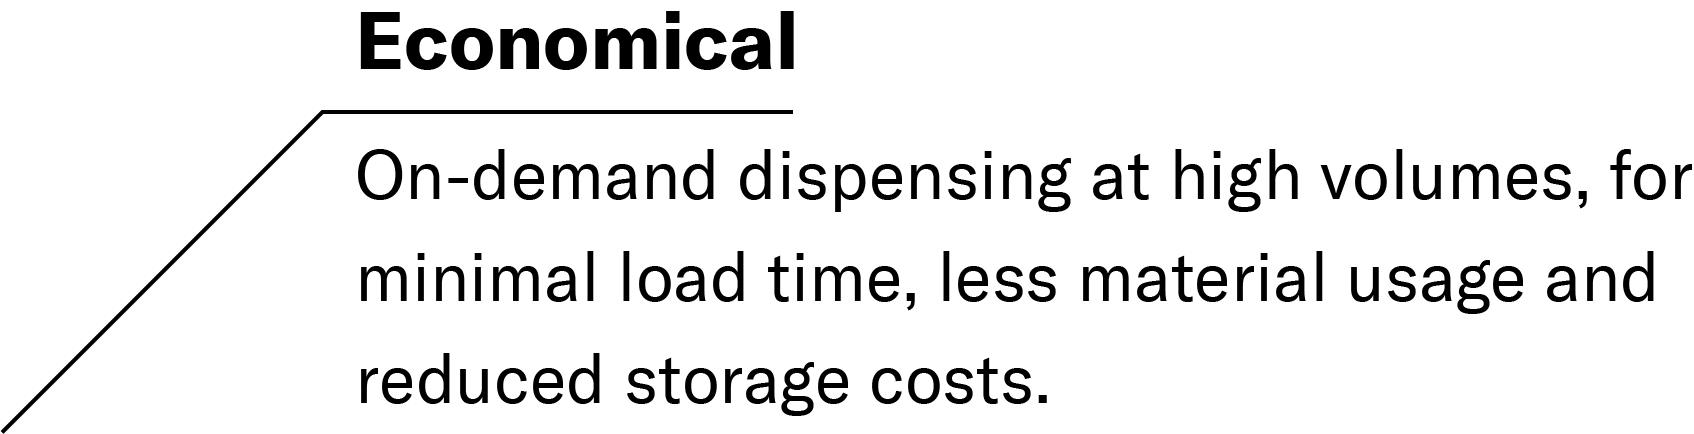 Economical
On-demand dispensing at high volumes, for
minimal load time, less material usage and
reduced storage costs.